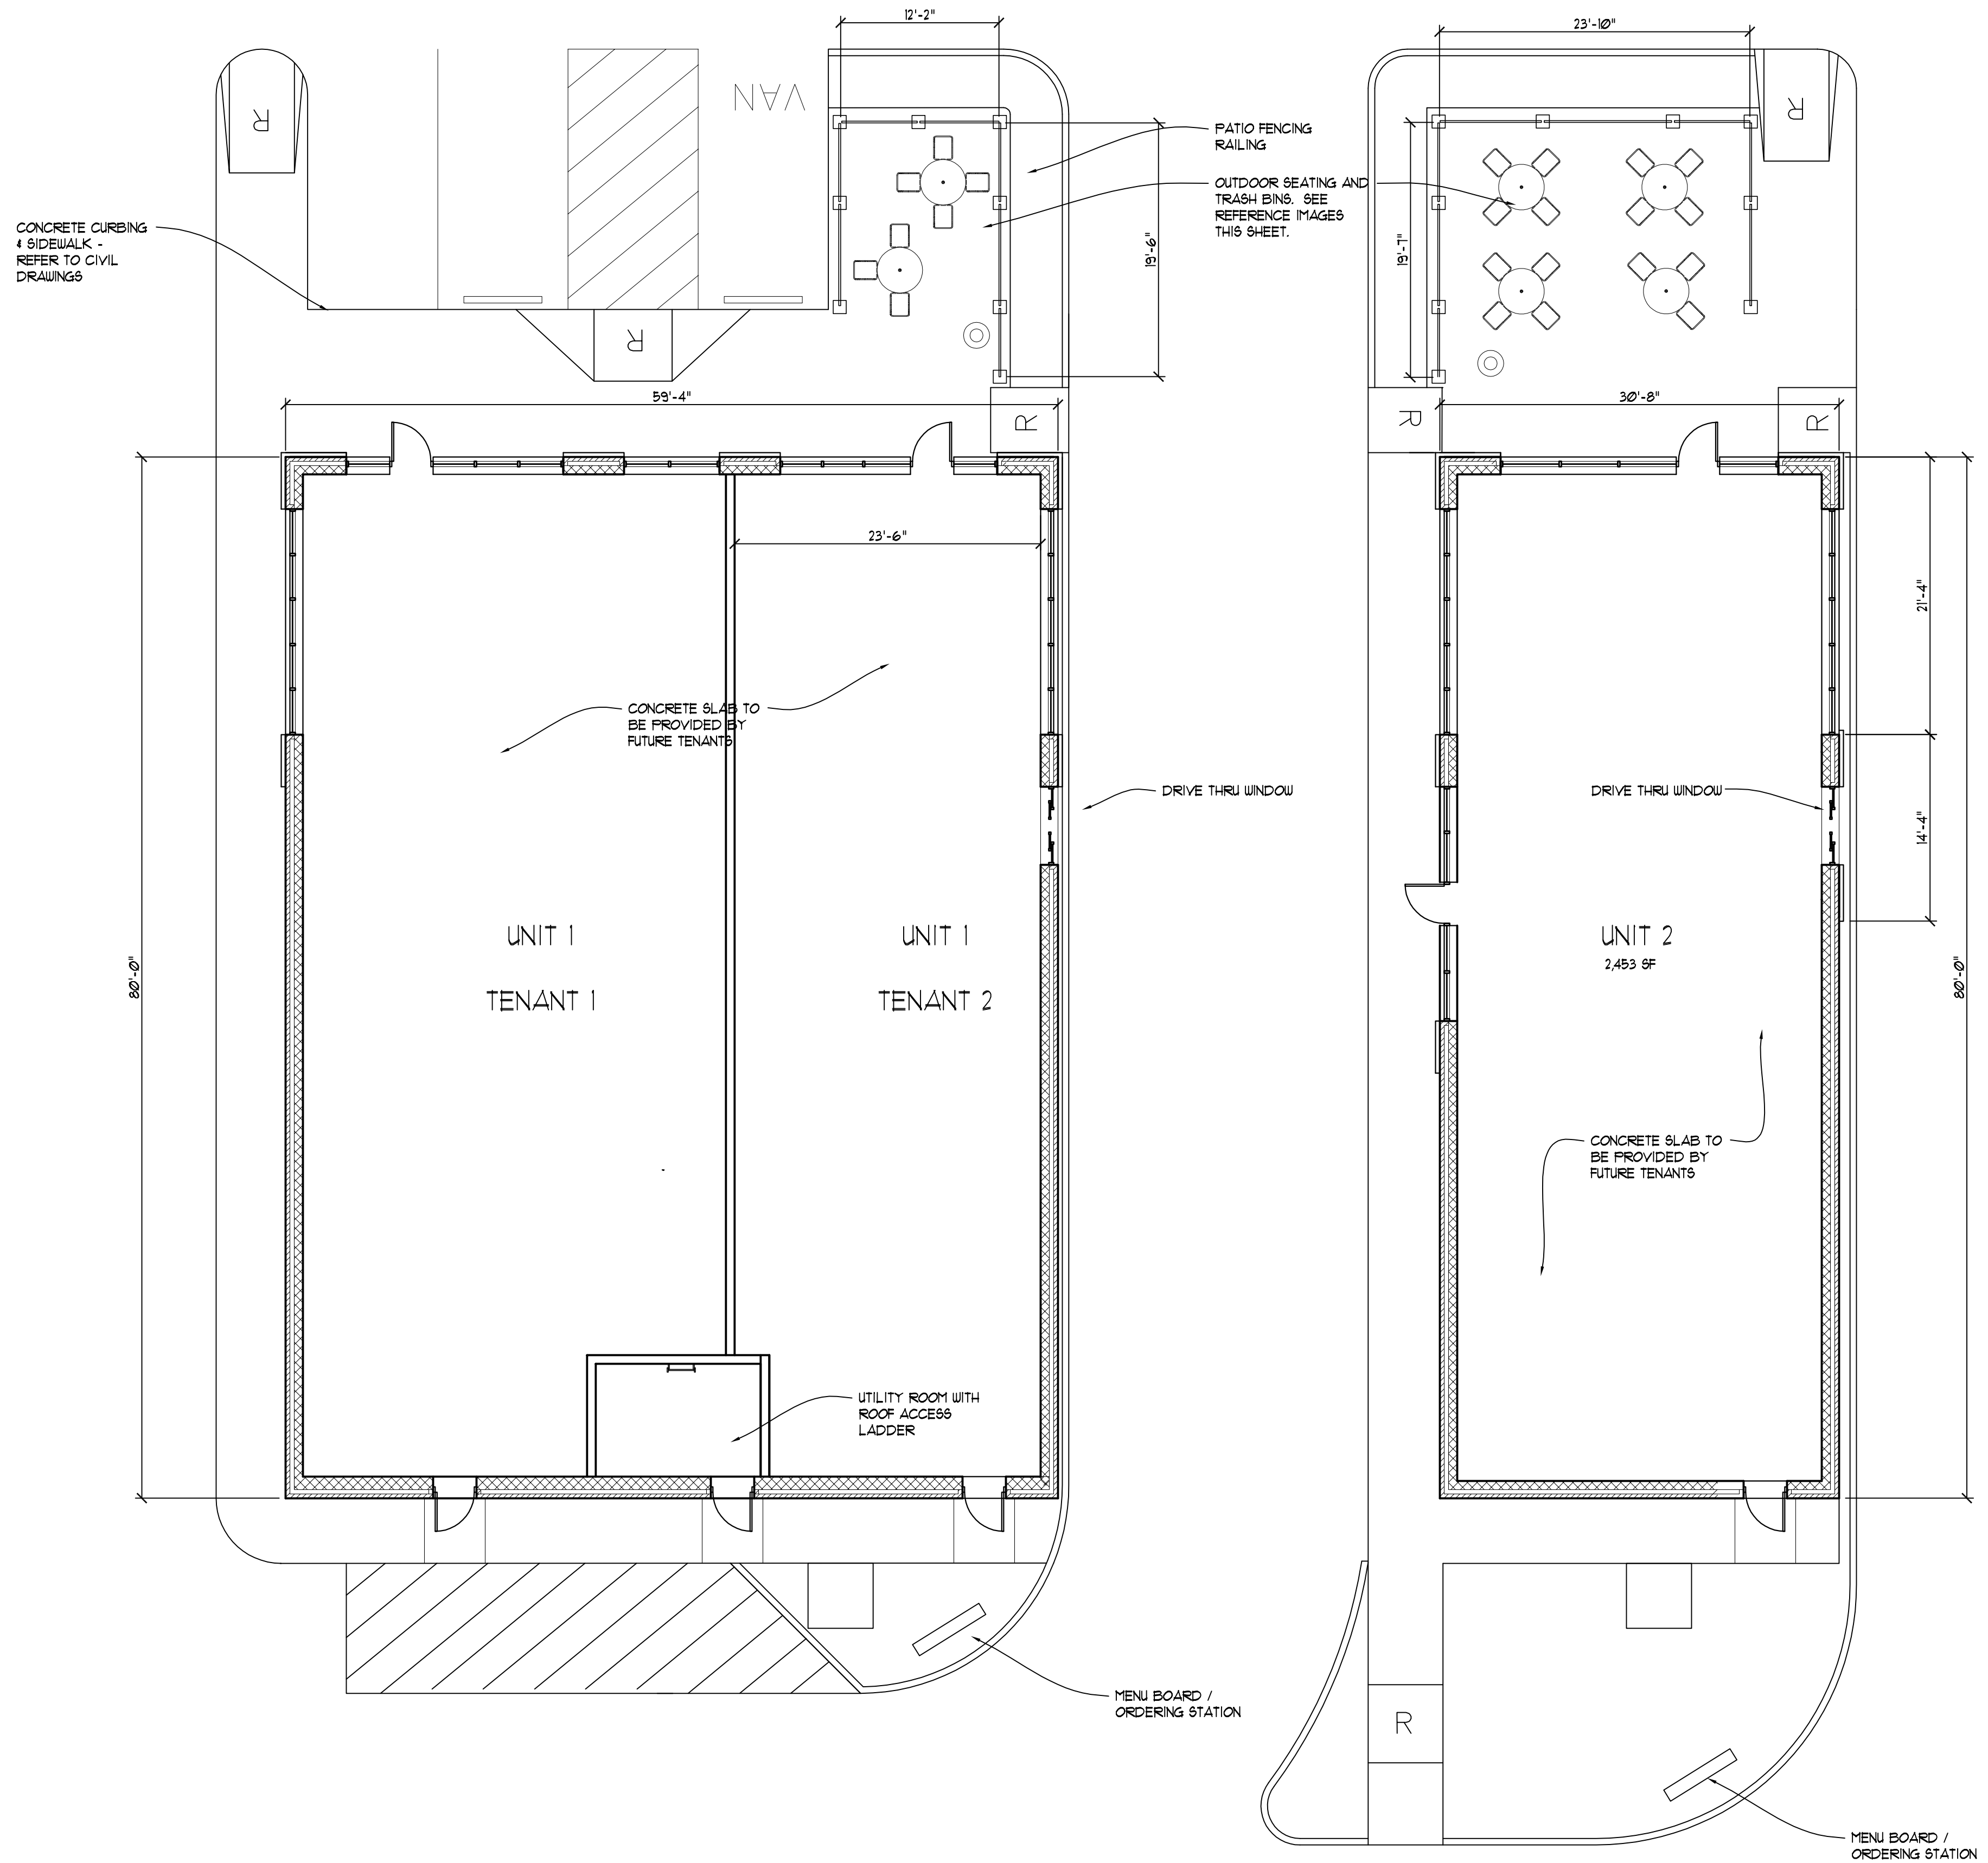 12'-2"
23'-10"
R
VAN
R
PATIO FENCING
RAILING
OUTDOOR SEATING AND
TRASH BINS. SEE
REFERENCE IMAGES
THIS SHEET.
CONCRETE CURBING
& SIDEWALK -
REFER TO CIVIL
DRAWINGS
19'-6"
19'-7"
R
59'-4"
30'-8"
R
R
R
23'-6"
21'-4"
CONCRETE SLAB TO
BE PROVIDED BY
FUTURE TENANTS
DRIVE THRU WINDOW
DRIVE THRU WINDOW
14'-4"
UNIT 1
TENANT 1
UNIT 1
TENANT 2
UNIT 2
2,453 SF
80'-0"
80'-0"
CONCRETE SLAB TO
BE PROVIDED BY
FUTURE TENANTS
UTILITY ROOM WITH
ROOF ACCESS
LADDER
MENU BOARD /
ORDERING STATION
R
MENU BOARD /
ORDERING STATION